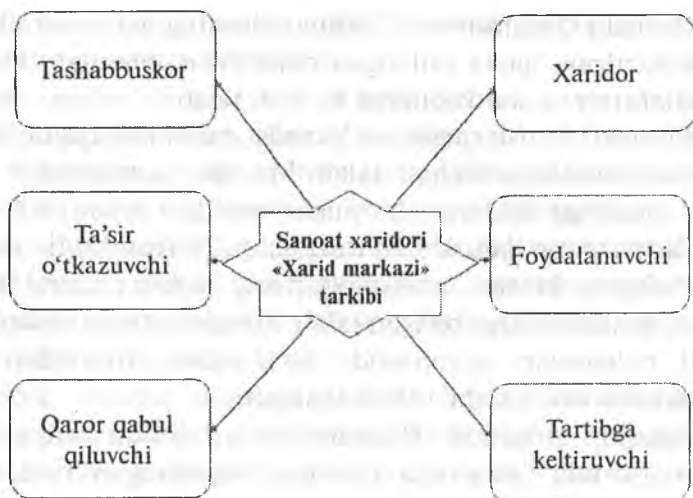 Tashabbuskor
Xaridor
Ta’sir
o‘tkazuvchi
Sanoat xaridori
«Xarid markazi»
tarkibi
Foydalanuvchi
Qaror qabul
qiluvchi
Tartibga
keltiruvchi